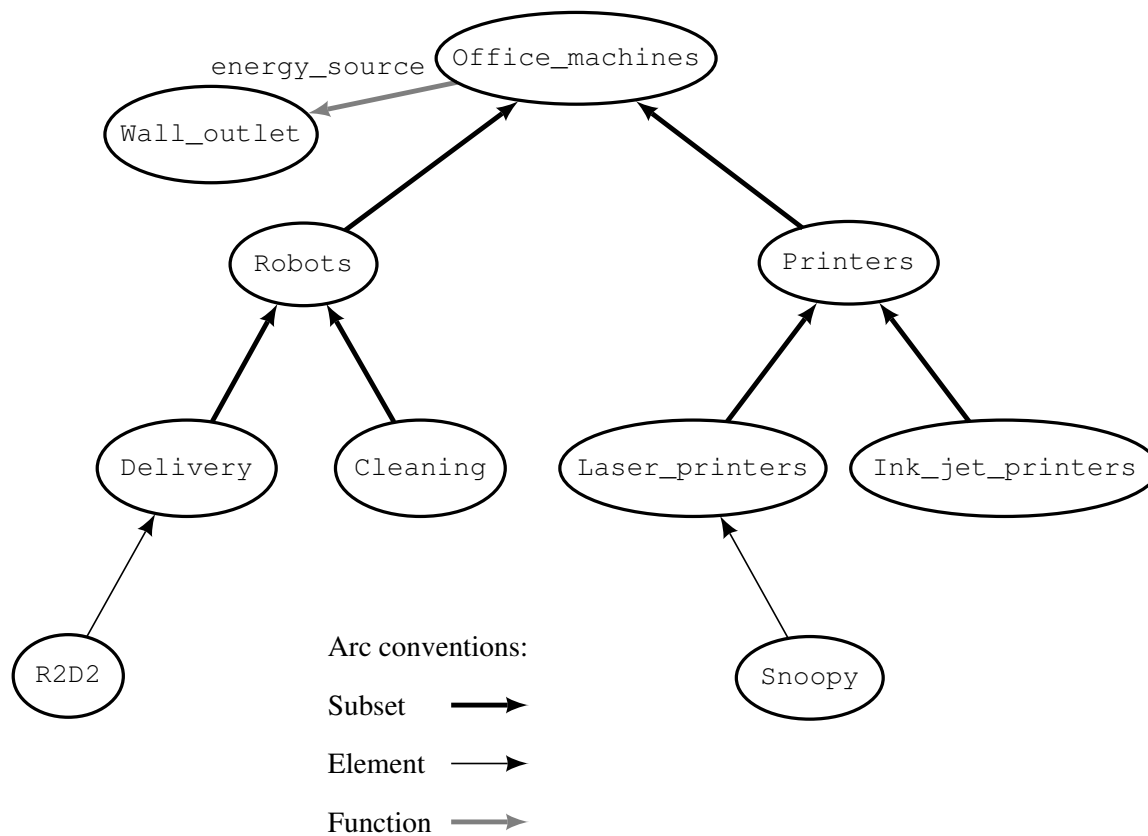 Office_machines
energy_source
Wall_outlet
Robots
Printers
Delivery
Cleaning
Laser_printers
Ink_jet_printers
R2D2
Snoopy
Arc conventions:
Subset
Element
Function